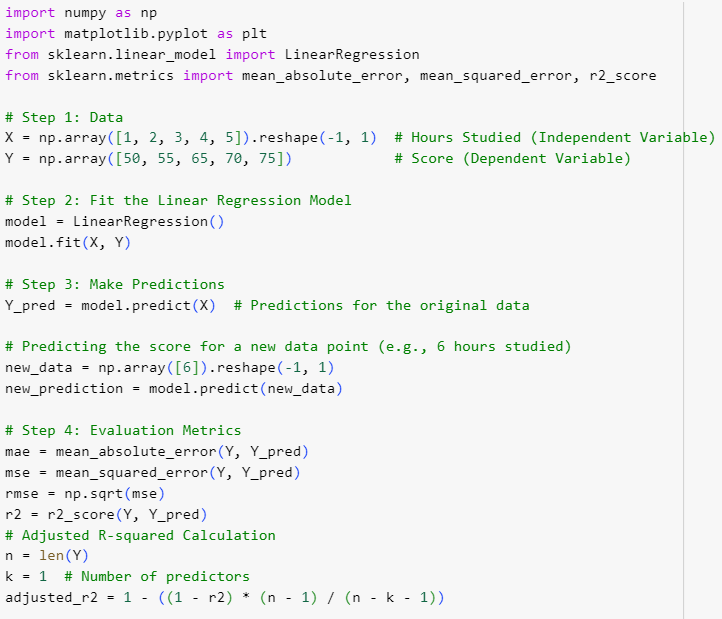 import numpy as np
import matplotlib.pyplot as plt
from sklearn.linear_model import LinearRegression
from sklearn.metrics import mean_absolute_error, mean_squared_error, r2_score
# Step 1: Data
X = np.array([1, 2, 3, 4, 5]).reshape(-1, 1)  # Hours Studied (Independent Variable)
Y = np.array([50, 55, 65, 70, 75])            # Score (Dependent Variable)
# Step 2: Fit the Linear Regression Model
model = LinearRegression()
model.fit(X, Y)
# Step 3: Make Predictions
Y_pred = model.predict(X)  # Predictions for the original data
# Predicting the score for a new data point (e.g., 6 hours studied)
new_data = np.array([6]).reshape(-1, 1)
new_prediction = model.predict(new_data)
# Step 4: Evaluation Metrics
mae = mean_absolute_error(Y, Y_pred)
mse = mean_squared_error(Y, Y_pred)
rmse = np.sqrt(mse)
r2 = r2_score(Y, Y_pred)
# Adjusted R-squared Calculation
n = len(Y)
k = 1  # Number of predictors
adjusted_r2 = 1 - ((1 - r2) * (n - 1) / (n - k - 1))